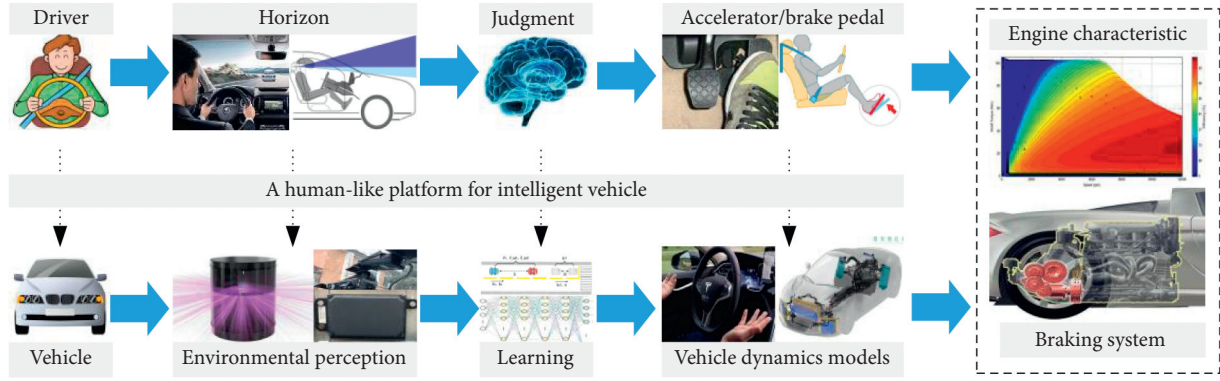 Driver
Horizon
Judgment
Accelerator/brake pedal
Engine characteristic
A human-like platform for intelligent vehicle
Vehicle
Environmental perception
Learning
Vehicle dynamics models
Braking system